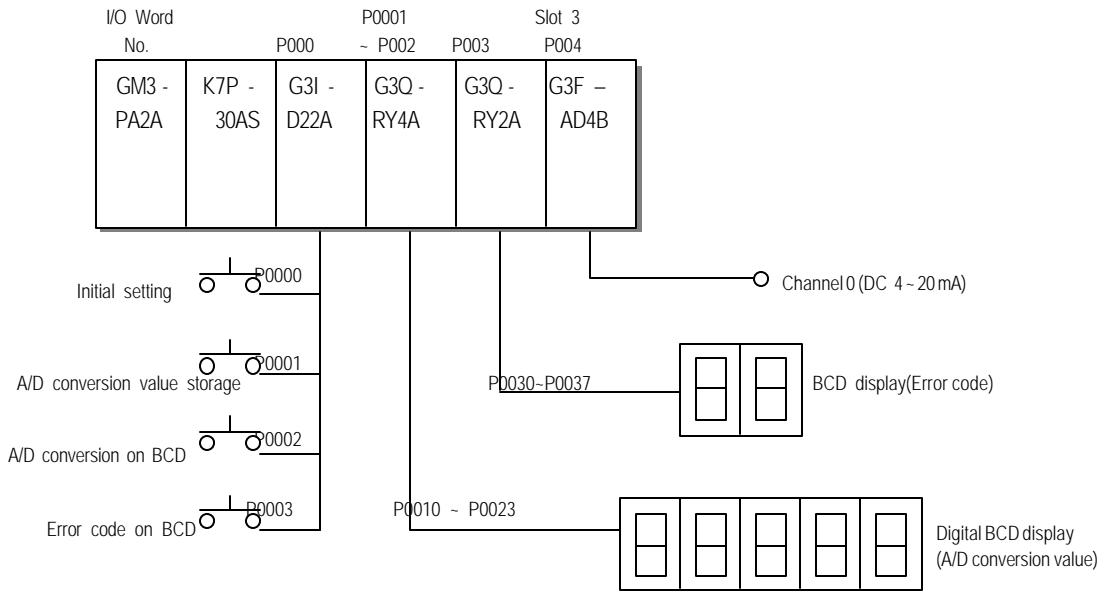 I/O Word P0001 Slot 3
No. P000 ~ P002 P003 P004
GM3 - K7P - G3I - G3Q - G3Q - G3F –
PA2A 30AS D22A RY4A RY2A AD4B
P0000
Initial setting
Channel 0 (DC 4 ~ 20 mA)
P0001
A/D conversion value storage
P0030~P0037
BCD display(Error code)
P0002
A/D conversion on BCD
P0003
Error code on BCD
P0010 ~ P0023
Digital BCD display
(A/D conversion value)